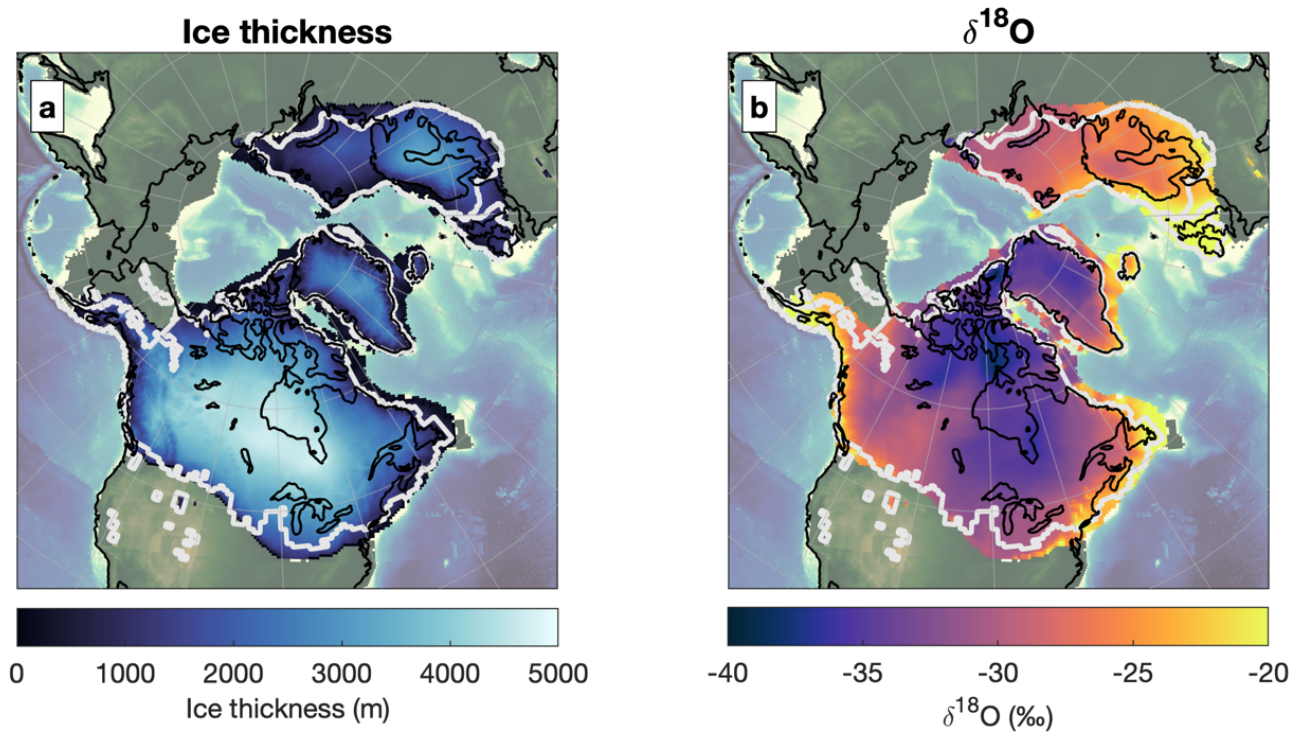 Ice thickness
δ18O
a
b
0 1000 2000 3000 4000 5000
Ice thickness (m)
-40 -35 -30 -25 -20
δ18O (‰)